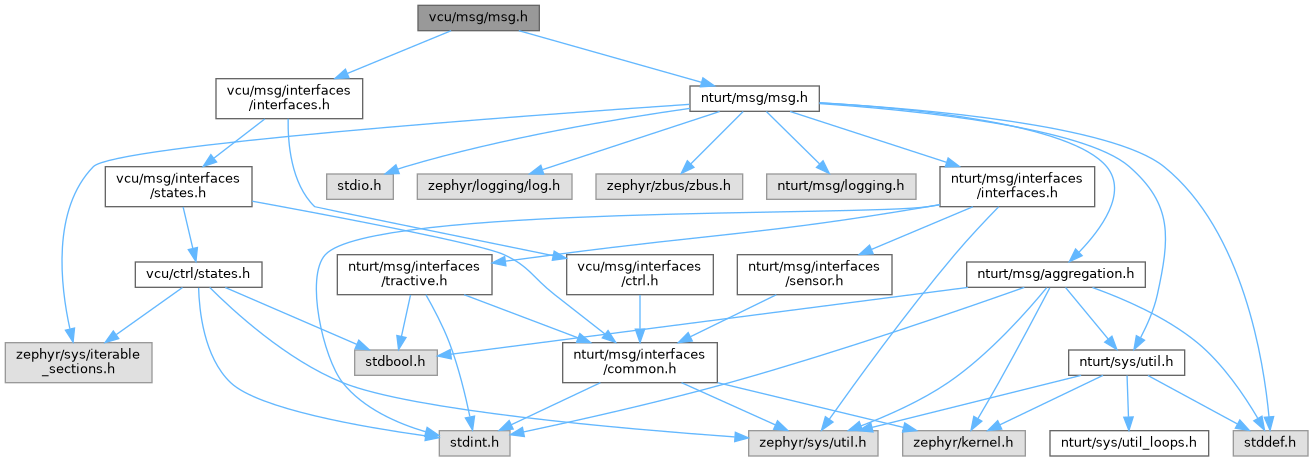 vcu/msg/msg.h
vcu/msg/interfaces
/interfaces.h
nturt/msg/msg.h
vcu/msg/interfaces
/states.h
stdio.h
zephyr/logging/log.h
zephyr/zbus/zbus.h
nturt/msg/logging.h
nturt/msg/interfaces
/interfaces.h
vcu/ctrl/states.h
nturt/msg/interfaces
/tractive.h
vcu/msg/interfaces
/ctrl.h
nturt/msg/interfaces
/sensor.h
nturt/msg/aggregation.h
zephyr/sys/iterable
_sections.h
stdbool.h
nturt/msg/interfaces
/common.h
nturt/sys/util.h
stdint.h
zephyr/sys/util.h
zephyr/kernel.h
nturt/sys/util_loops.h
stddef.h